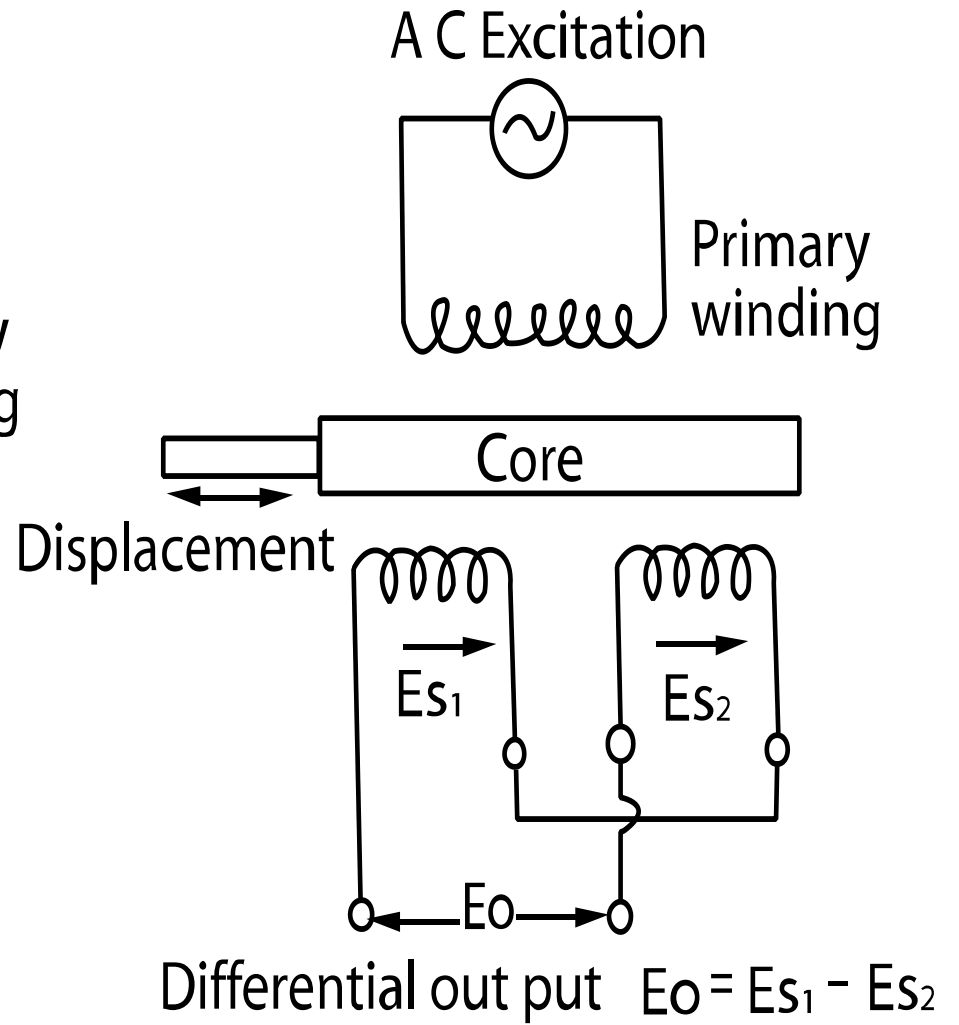 A C Excitation
Primary
winding
Core
Displacement
Es₁
Es₂
Eo
Differential out put Eo = Es₁ - Es₂